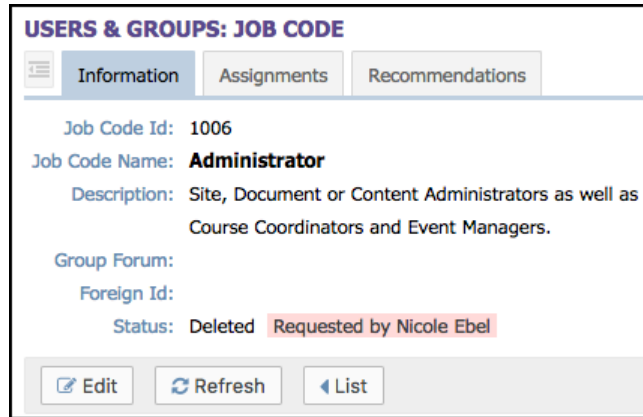 USERS & GROUPS: JOB CODE
Information Assignments Recommendations
Job Code Id: 1006
Job Code Name: Administrator
Description: Site, Document or Content Administrators as well as
Course Coordinators and Event Managers.
Group Forum:
Foreign Id:
Status: Deleted Requested by Nicole Ebel
Edit Refresh List